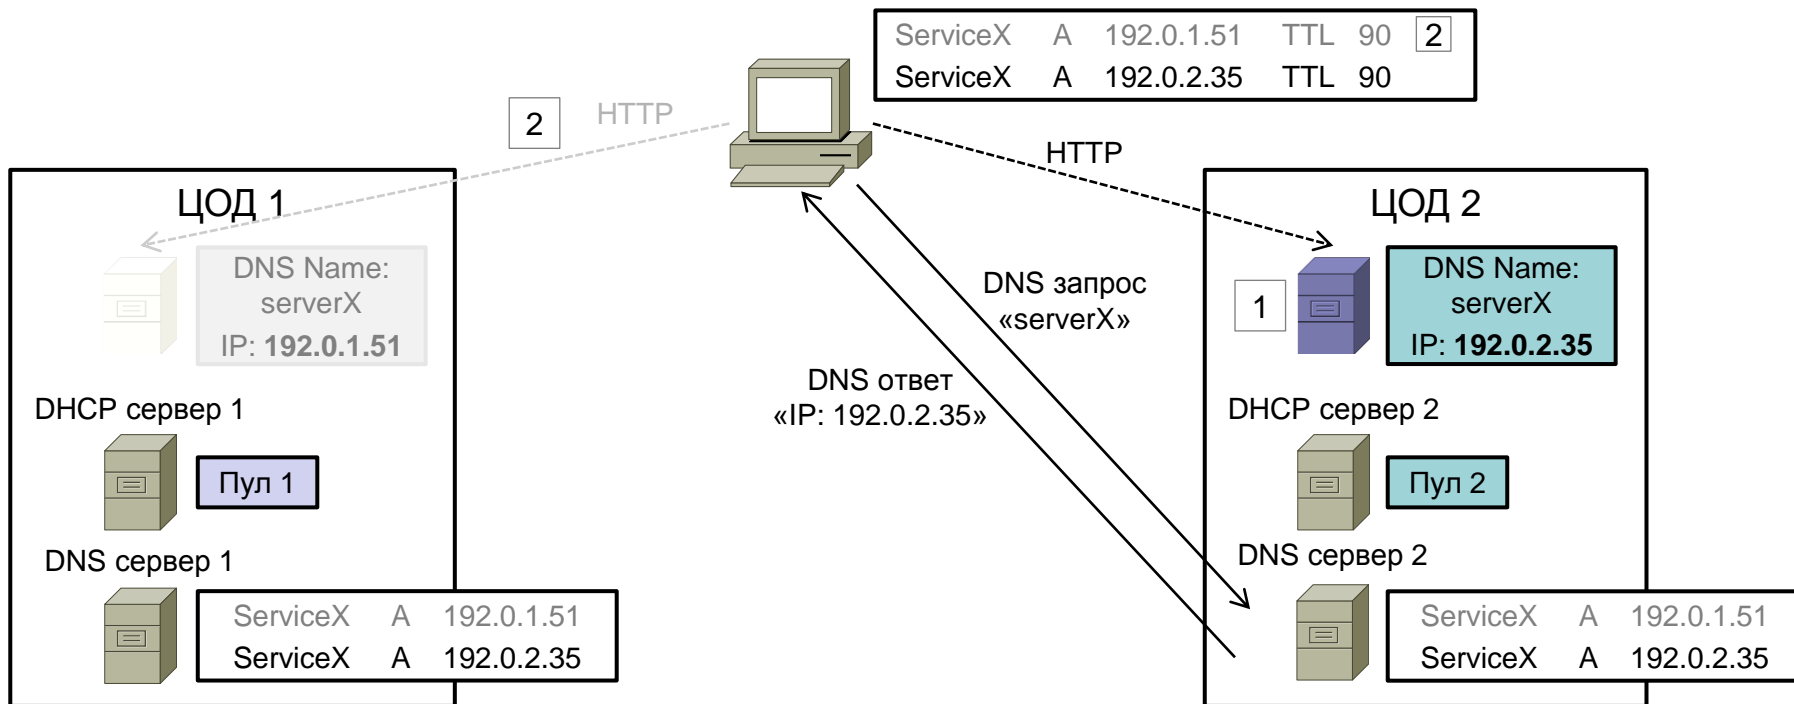 ServiceX A 192.0.1.51 TTL 90 2
ServiceX A 192.0.2.35 TTL 90
2
HTTP
HTTP
ЦОД 1
DNS Name:
serverX
IP: 192.0.1.51
DHCP сервер 1
Пул 1
DNS сервер 1
ServiceX A 192.0.1.51
ServiceX A 192.0.2.35
DNS запрос
«serverX»
DNS ответ
«IP: 192.0.2.35»
ЦОД 2
1
DNS Name:
serverX
IP: 192.0.2.35
DHCP сервер 2
Пул 2
DNS сервер 2
ServiceX A 192.0.1.51
ServiceX A 192.0.2.35